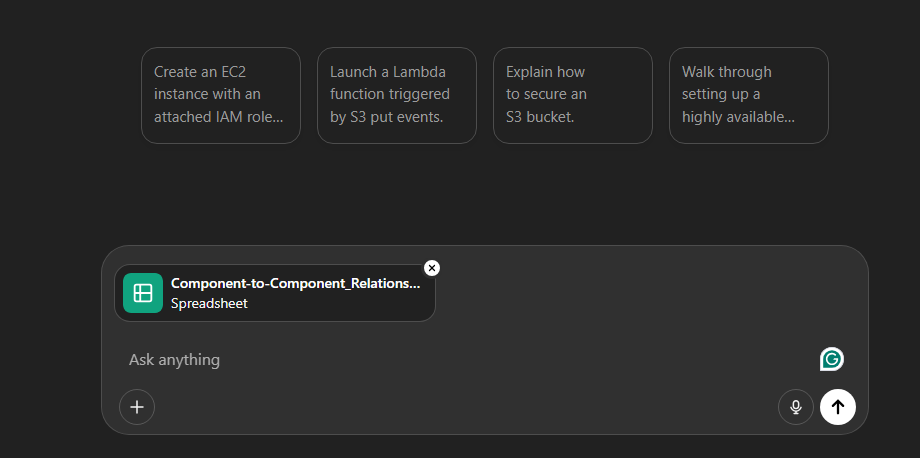 Create an EC2
instance with an
attached IAM role...
Launch a Lambda
function triggered
by S3 put events.
Explain how
to secure an
S3 bucket.
Walk through
setting up a
highly available...
Component-to-Component_Relations...
Spreadsheet
Ask anything